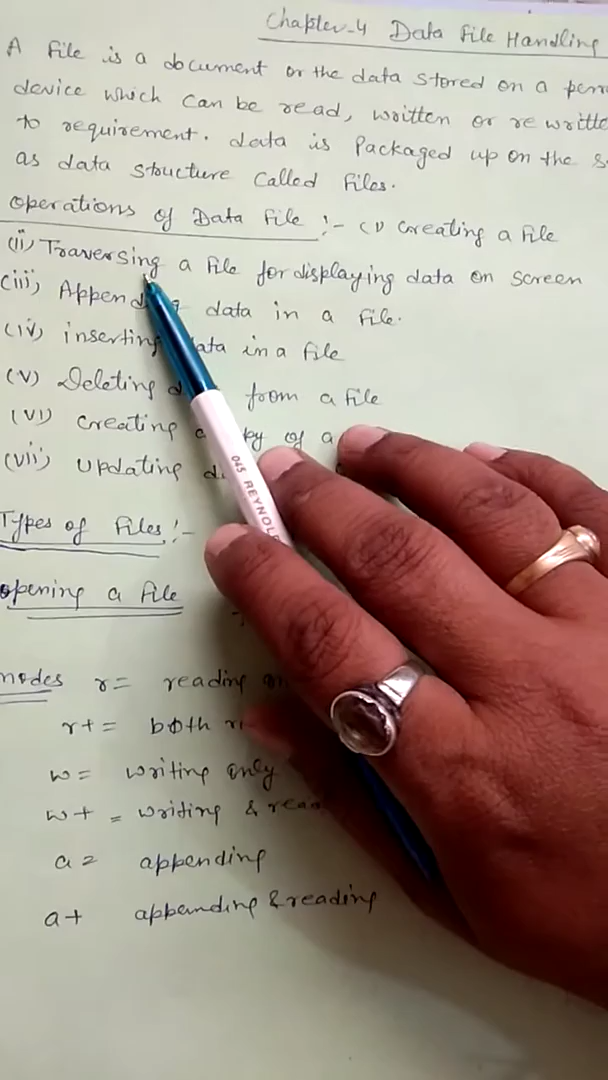 Chapter-4 Data File Handling
A File is a document or the data stored on a
device which can be read, written or re
to requirement. data is Packaged up on the
as data structure called Files.
operations of Data File :- (i) creating a File
(ii) Traversing a File for displaying data on screen
(iii) data in a File.
(iv) inserting in a File
(v) Deleting from a File
(vi) creating of a
(vii) updating
Types of Files :-
opening a File
modes r = reading
r+ = both
w = writing only
w+ = writing &
a = appending
a+ appending & reading
045 REYNOL